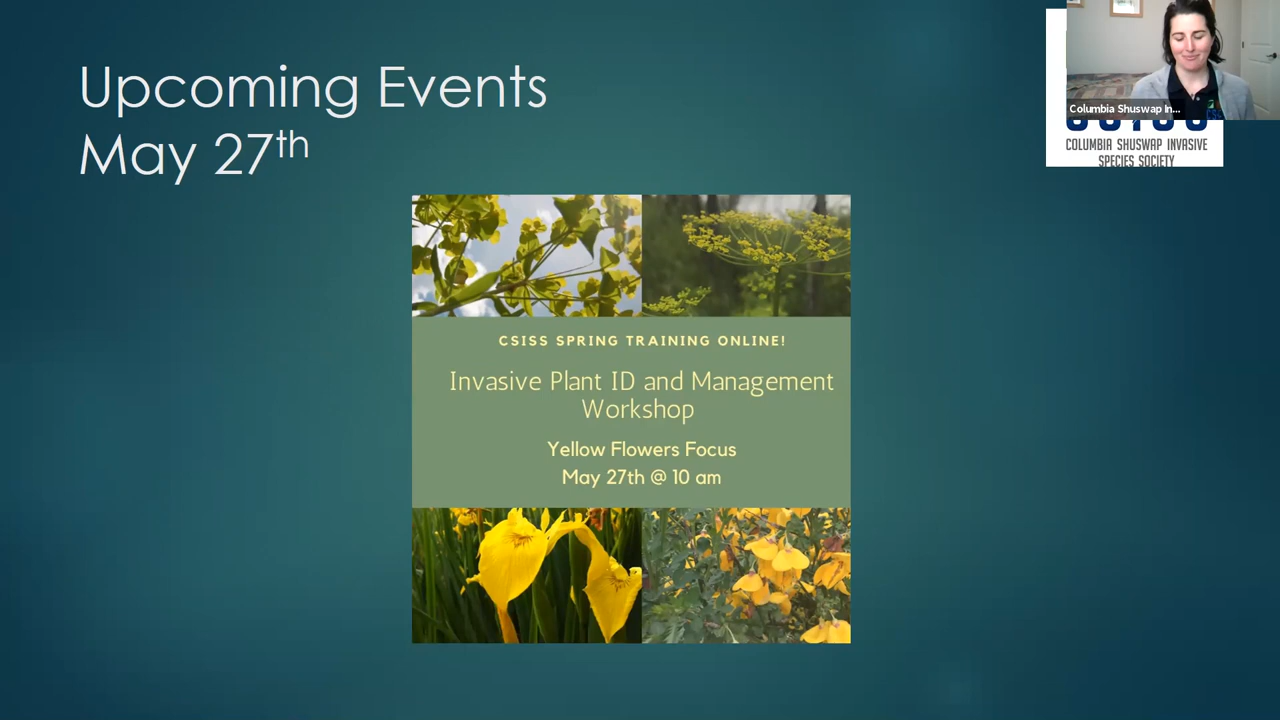 Upcoming Events
May 27th
Columbia Shuswap In...
COLUMBIA SHUSWAP INVASIVE
SPECIES SOCIETY
CSISS SPRING TRAINING ONLINE!
Invasive Plant ID and Management
Workshop
Yellow Flowers Focus
May 27th @ 10 am